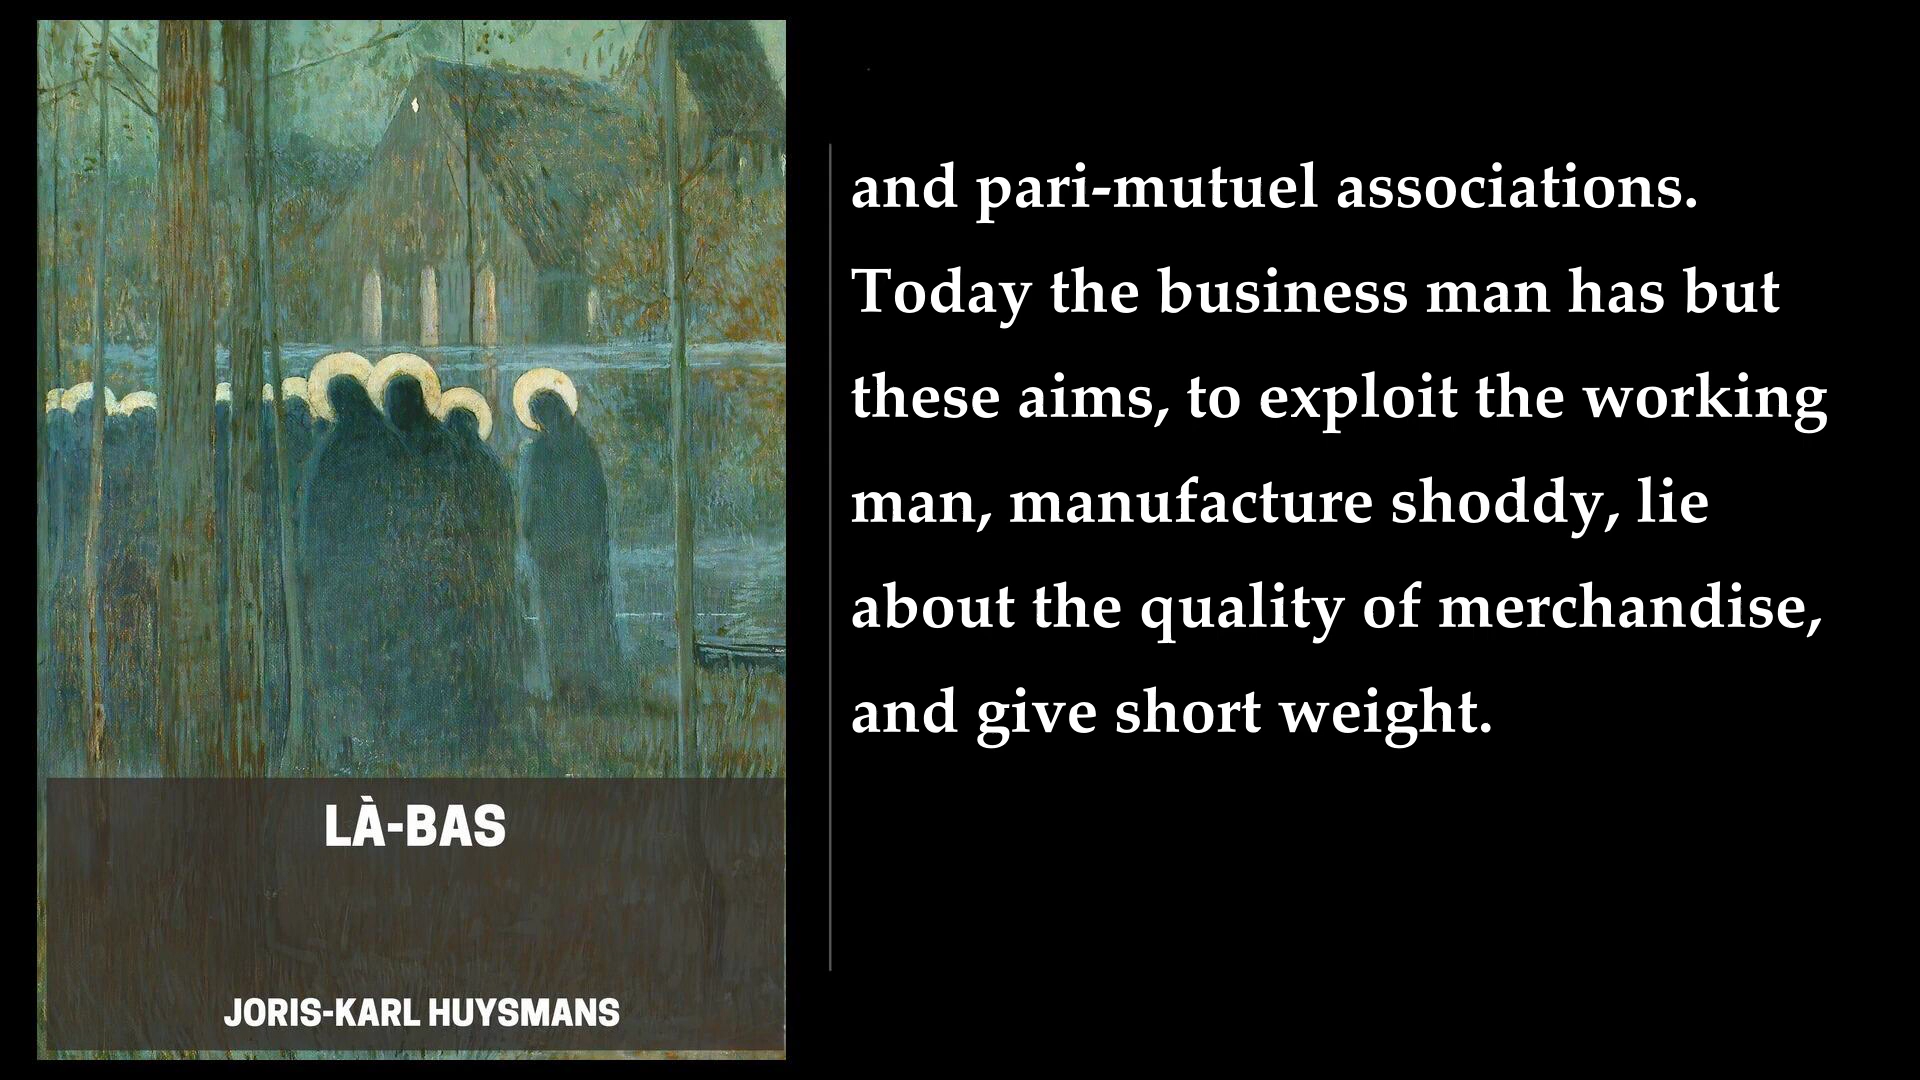 and pari-mutuel associations.
Today the business man has but
these aims, to exploit the working
man, manufacture shoddy, lie
about the quality of merchandise,
and give short weight.
LÀ-BAS
JORIS-KARL HUYSMANS